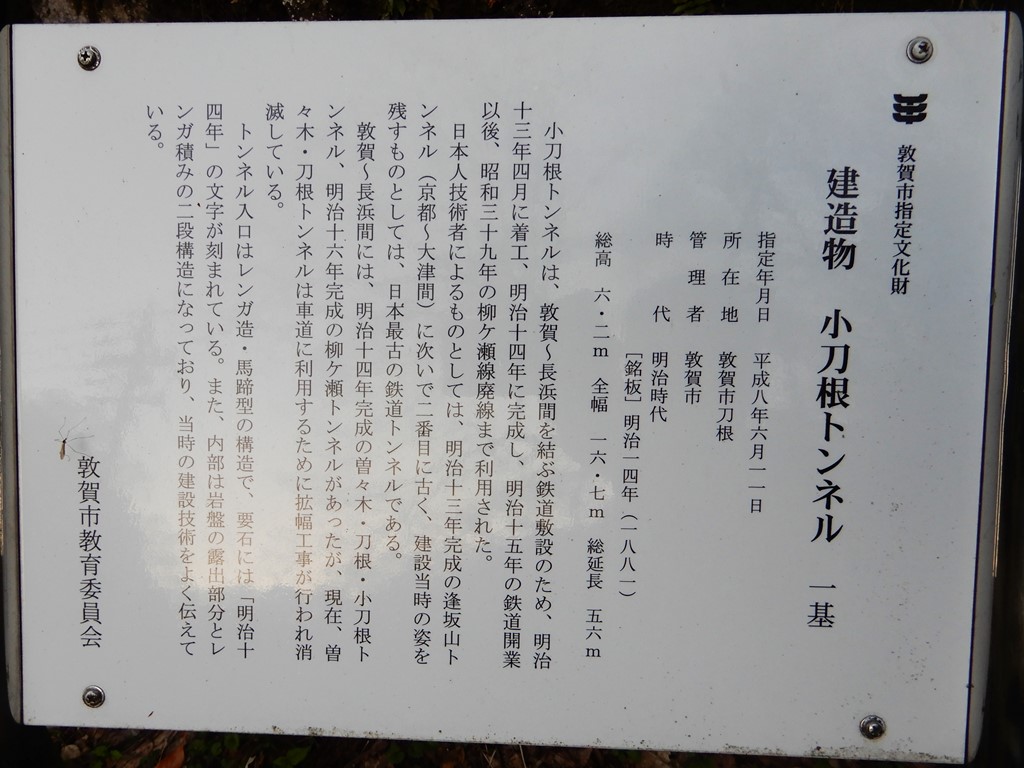 敦賀市指定文化財
建造物 小刀根トンネル 一基
指定年月日 平成八年六月一一日
所在地 敦賀市刀根
管理者 敦賀市
時代 明治時代
［銘板］明治一四年（一八八一）
総高 六・二m 全幅 一六・七m 総延長 五六m
小刀根トンネルは、敦賀～長浜間を結ぶ鉄道敷設のため、明治
十三年四月に着工、明治十四年に完成し、明治十五年の鉄道開業
以後、昭和三十九年の柳ケ瀬線廃線まで利用された。
日本人技術者によるものとしては、明治十三年完成の逢坂山ト
ンネル（京都～大津間）に次いで二番目に古く、建設当時の姿を
残すものとしては、日本最古の鉄道トンネルである。
敦賀～長浜間には、明治十四年完成の曽々木・刀根・小刀根ト
ンネル、明治十六年完成の柳ケ瀬トンネルがあったが、現在、曽
々木・刀根トンネルは車道に利用するために拡幅工事が行われ消
滅している。
トンネル入口はレンガ造・馬蹄型の構造で、要石には「明治十
四年」の文字が刻まれている。また、内部は岩盤の露出部分とレ
ンガ積みの二段構造になっており、当時の建設技術をよく伝えて
いる。
敦賀市教育委員会